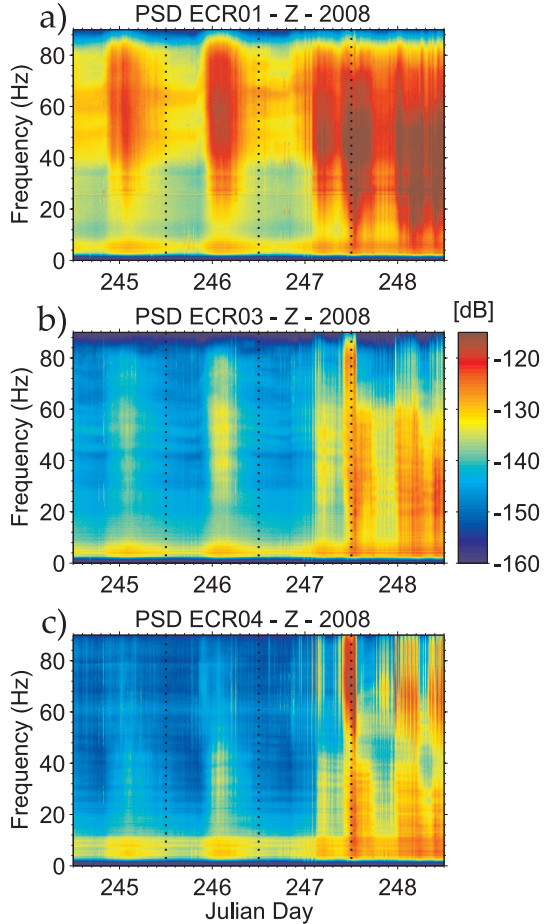 a) PSD ECR01 - Z - 2008
Frequency (Hz)
80
60
40
20
0
245 246 247 248
b) PSD ECR03 - Z - 2008
[dB]
Frequency (Hz)
80
60
40
20
0
-120
-130
-140
-150
-160
245 246 247 248
c) PSD ECR04 - Z - 2008
Frequency (Hz)
80
60
40
20
0
245 246 247 248
Julian Day